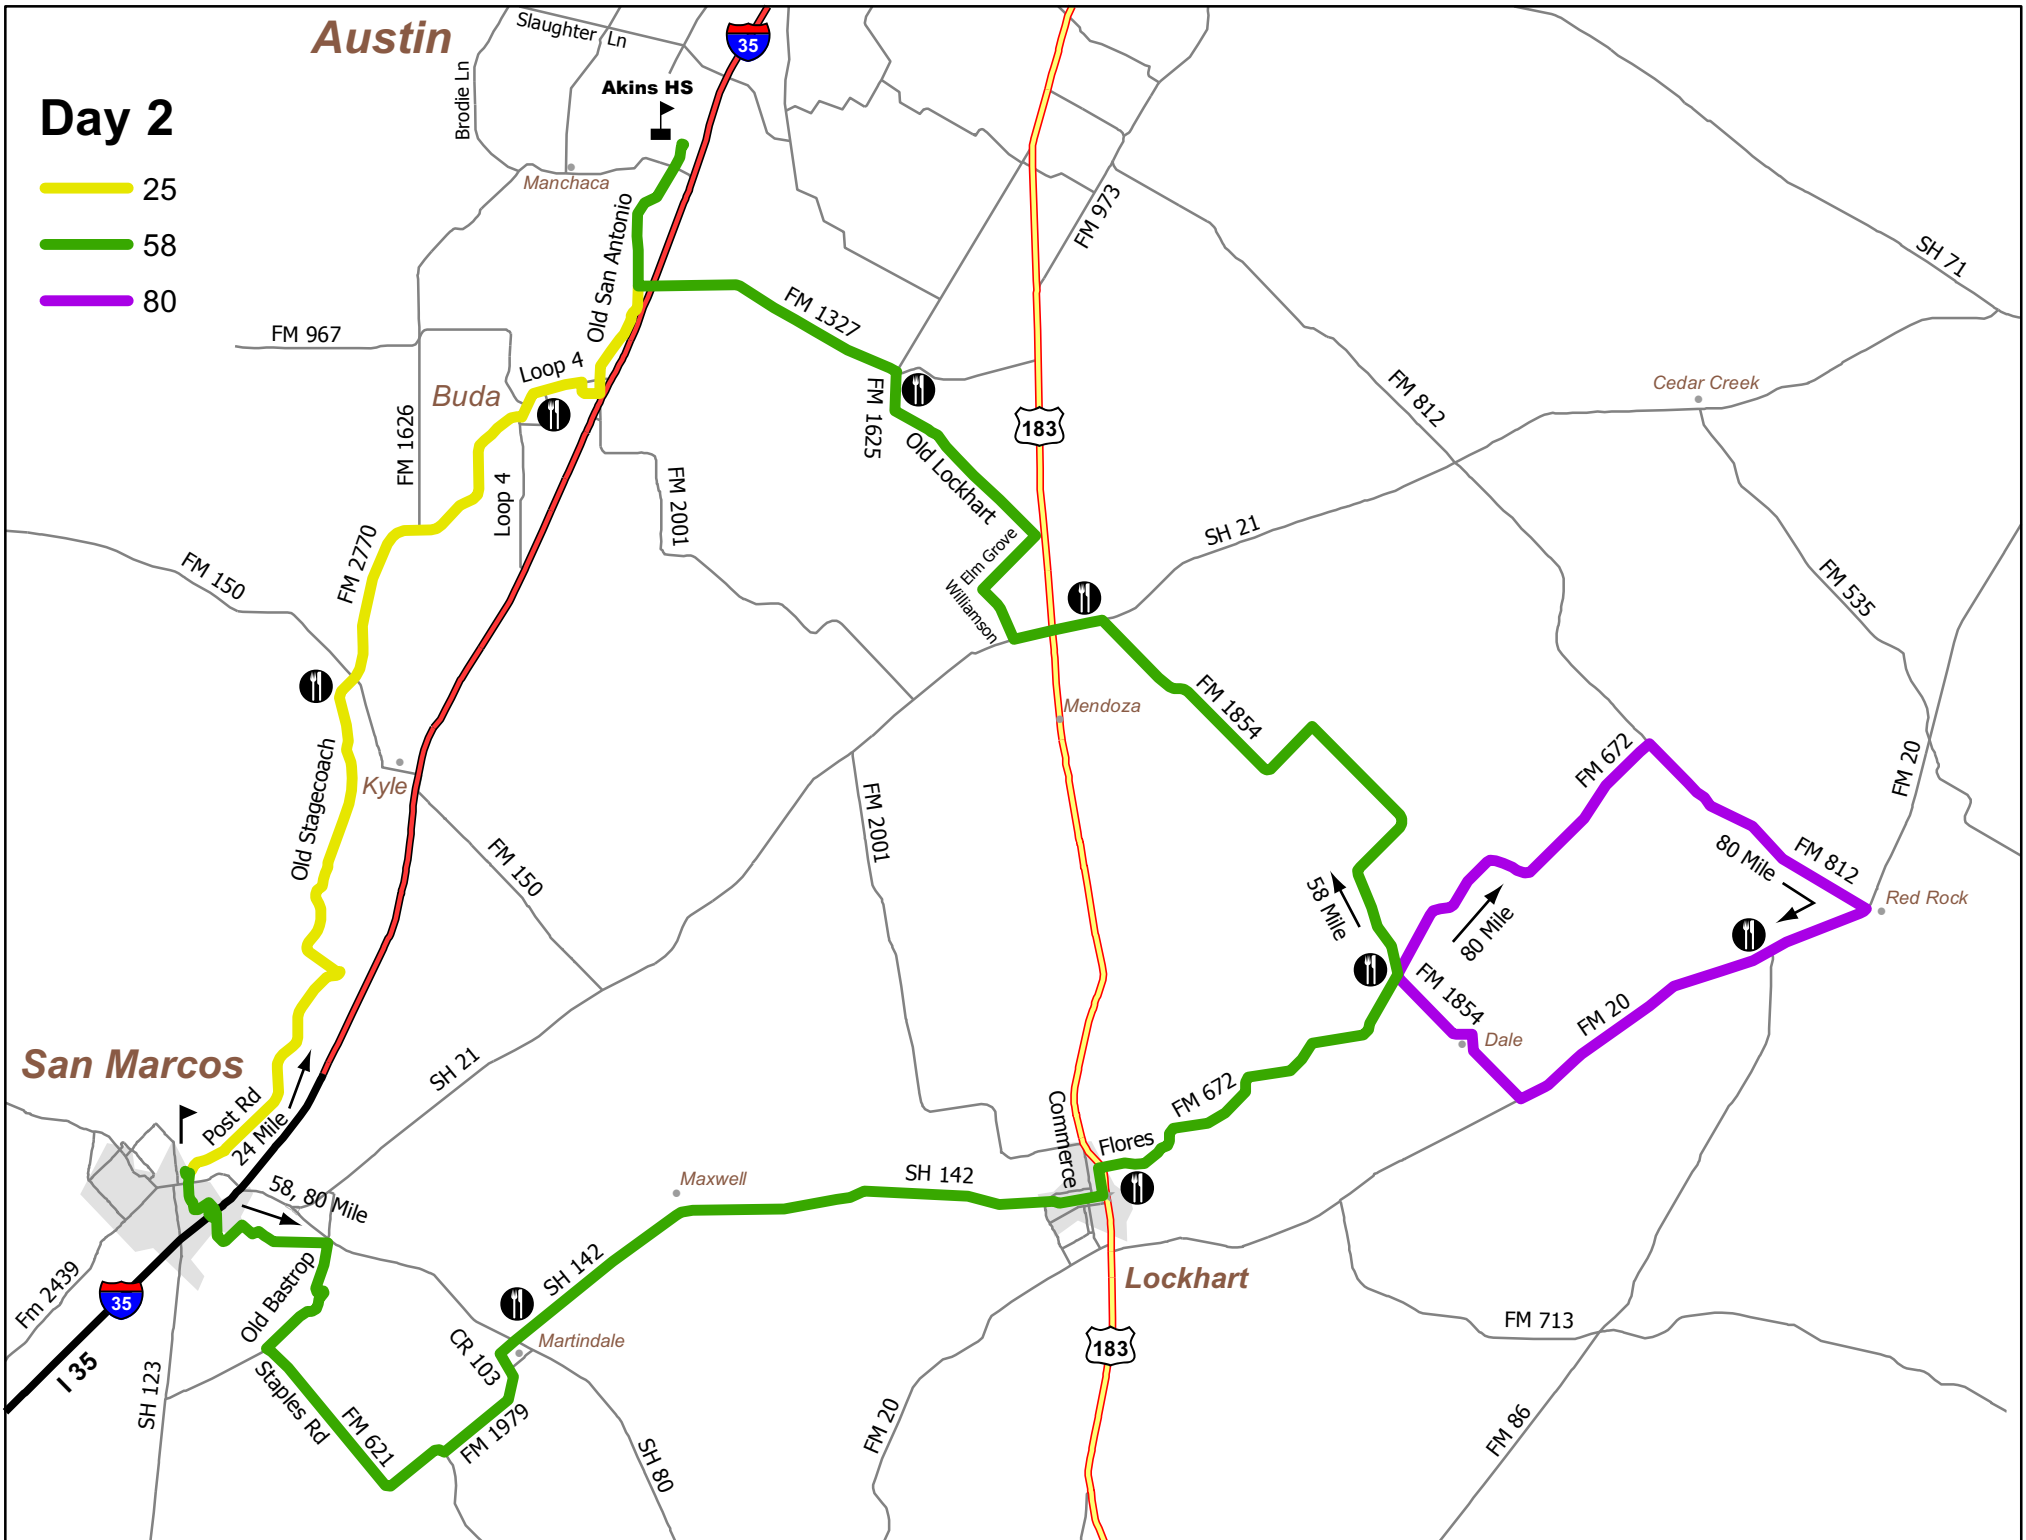 Austin
Slaughter Ln
35
Brodie Ln
Akins HS
Day 2
25
58
80
Manchaca
Old San Antonio
FM 973
SH 71
FM 967
FM 1327
Loop 4
Buda
FM 1626
FM 1625
183
FM 812
Cedar Creek
Old Lockhart
Loop 4
FM 2001
SH 21
Elm Grove
Williamson
FM 2770
FM 150
FM 535
Mendoza
FM 1854
FM 672
FM 20
Kyle
Old Stagecoach
FM 2001
FM 150
80 Mile
FM 812
Red Rock
58 Mile
80 Mile
FM 1854
FM 20
Dale
San Marcos
SH 21
Post Rd
24 Mile
FM 672
Commerce
Flores
Maxwell
SH 142
58, 80 Mile
Old Bastrop
SH 142
Lockhart
Fm 2439
35
I 35
CR 103
Martindale
FM 713
183
SH 123
Staples Rd
FM 621
FM 1979
SH 80
FM 20
FM 86